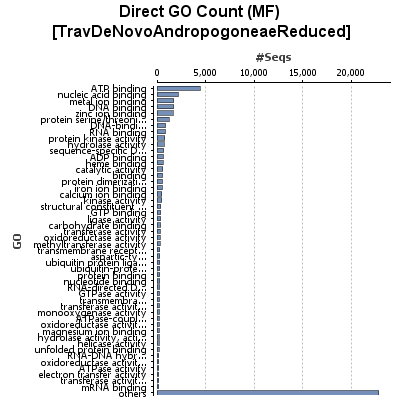 Direct GO Count (MF)
[TravDeNovoAndropogoneaeReduced]
#Seqs
0 5,000 10,000 15,000 20,000
ATP binding
nucleic acid binding
metal ion binding
DNA binding
zinc ion binding
protein serine/threoni...
DNA-bindi...
RNA binding
protein kinase activity
hydrolase activity
sequence-specific D...
ADP binding
heme binding
catalytic activity
binding
protein dimerizati...
iron ion binding
calcium ion binding
kinase activity
structural constituent ...
GTP binding
ligase activity
carbohydrate binding
transferase activity
oxidoreductase activity
methyltransferase activity
transmembrane recept...
aspartic-ty...
ubiquitin protein liga...
ubiquitin-prote...
protein binding
nucleotide binding
RNA-directed D...
GTPase activity
transmembra...
transferase activit...
monooxygenase activity
ATPase-coupl...
oxidoreductase activit...
magnesium ion binding
hydrolase activity, acti...
helicase activity
unfolded protein binding
RNA-DNA hybr...
oxidoreductase activit...
ATPase activity
electron transfer activity
transferase activit...
mRNA binding
others
GO